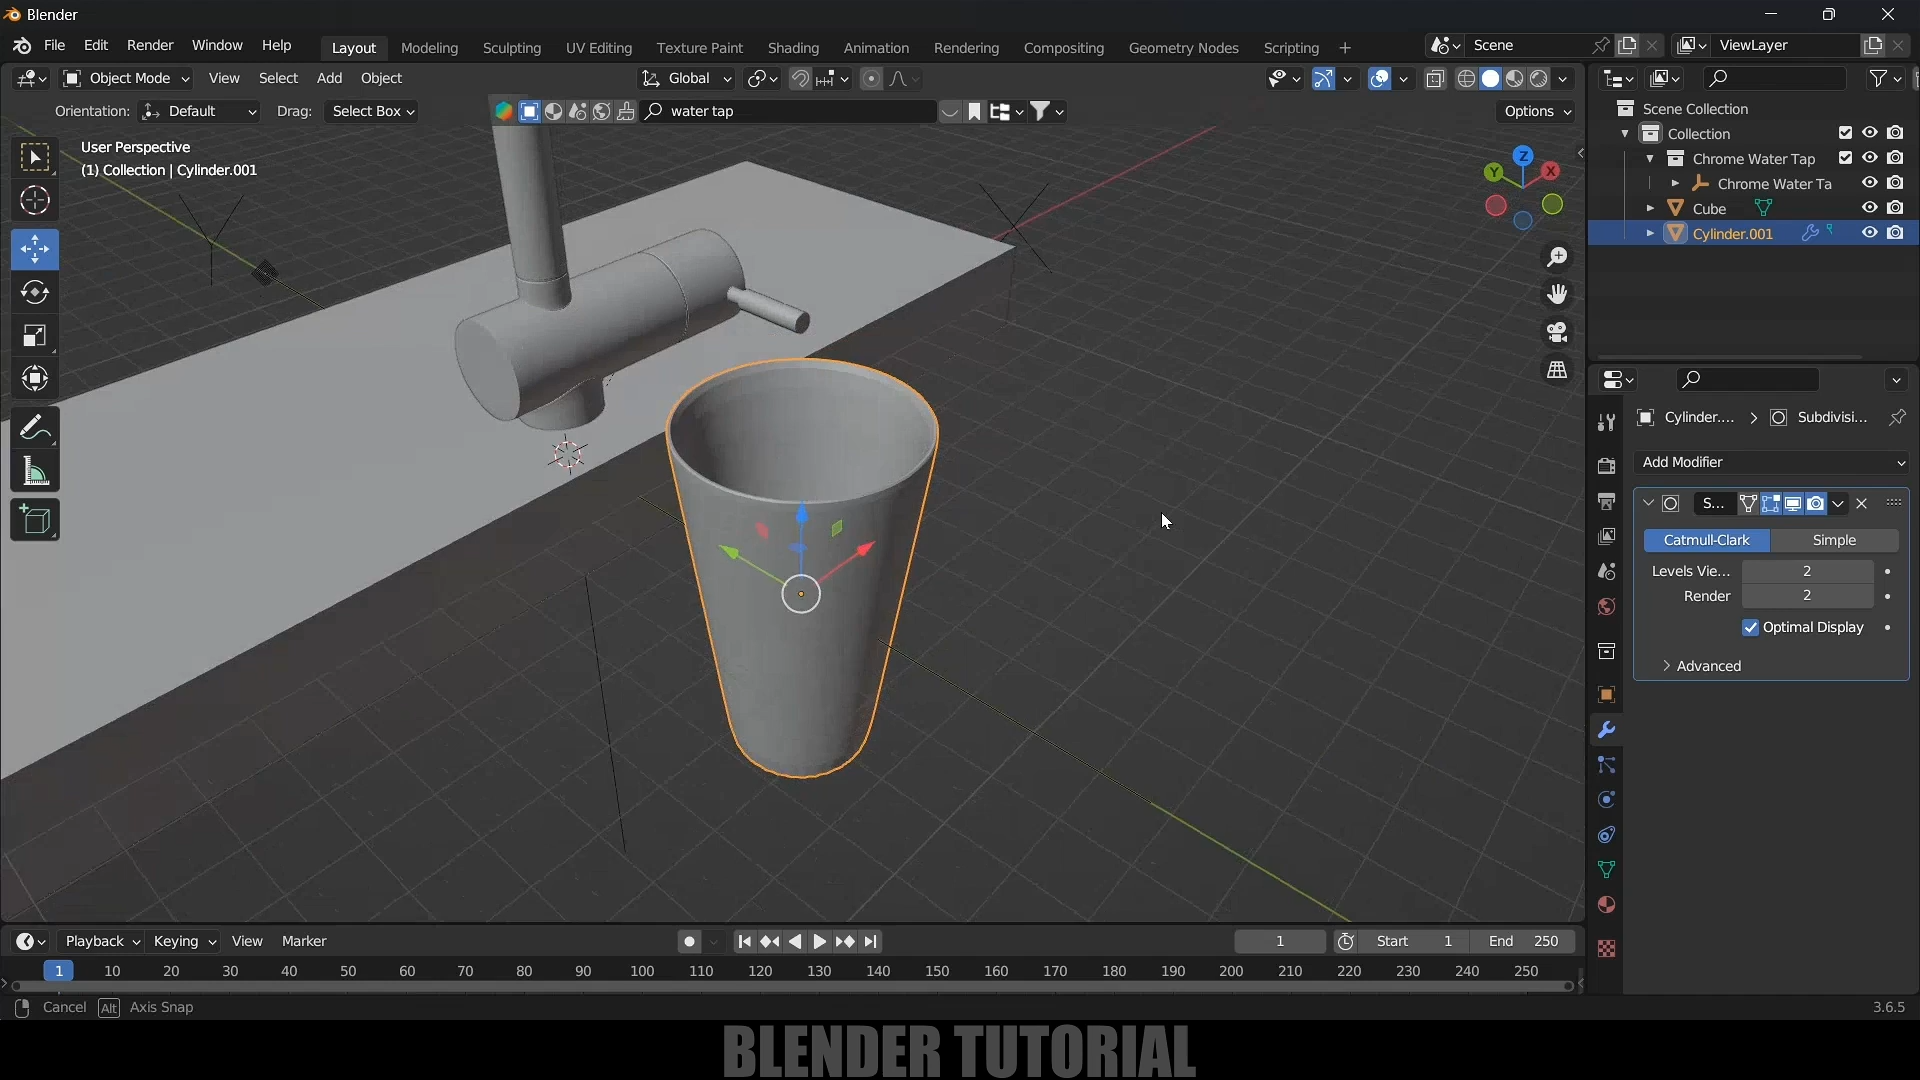 Blender
File Edit Render Window Help Layout Modeling Sculpting UV Editing Texture Paint Shading Animation Rendering Compositing Geometry Nodes Scripting + Scene ViewLayer
Object Mode View Select Add Object Global
Orientation: Default Drag: Select Box water tap Options
User Perspective
(1) Collection | Cylinder.001
Z
Y
X
Scene Collection
Collection
Chrome Water Tap
Chrome Water Ta
Cube
Cylinder.001
Cylinder.... > Subdivisi...
Add Modifier
S...
Catmull-Clark Simple
Levels Vie... 2
Render 2
Optimal Display
Advanced
Playback Keying View Marker 1 Start 1 End 250
1 10 20 30 40 50 60 70 80 90 100 110 120 130 140 150 160 170 180 190 200 210 220 230 240 250
Cancel Alt Axis Snap 3.6.5
BLENDER TUTORIAL